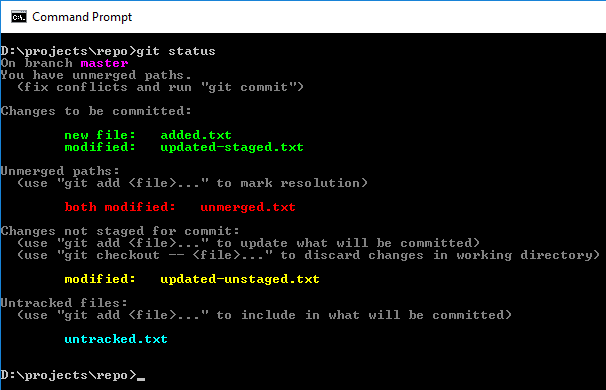 C:\. Command Prompt
D:\projects\repo>git status
On branch master
You have unmerged paths.
  (fix conflicts and run "git commit")
Changes to be committed:
        new file:   added.txt
        modified:   updated-staged.txt
Unmerged paths:
  (use "git add <file>..." to mark resolution)
        both modified:   unmerged.txt
Changes not staged for commit:
  (use "git add <file>..." to update what will be committed)
  (use "git checkout -- <file>..." to discard changes in working directory)
        modified:   updated-unstaged.txt
Untracked files:
  (use "git add <file>..." to include in what will be committed)
        untracked.txt
D:\projects\repo>_